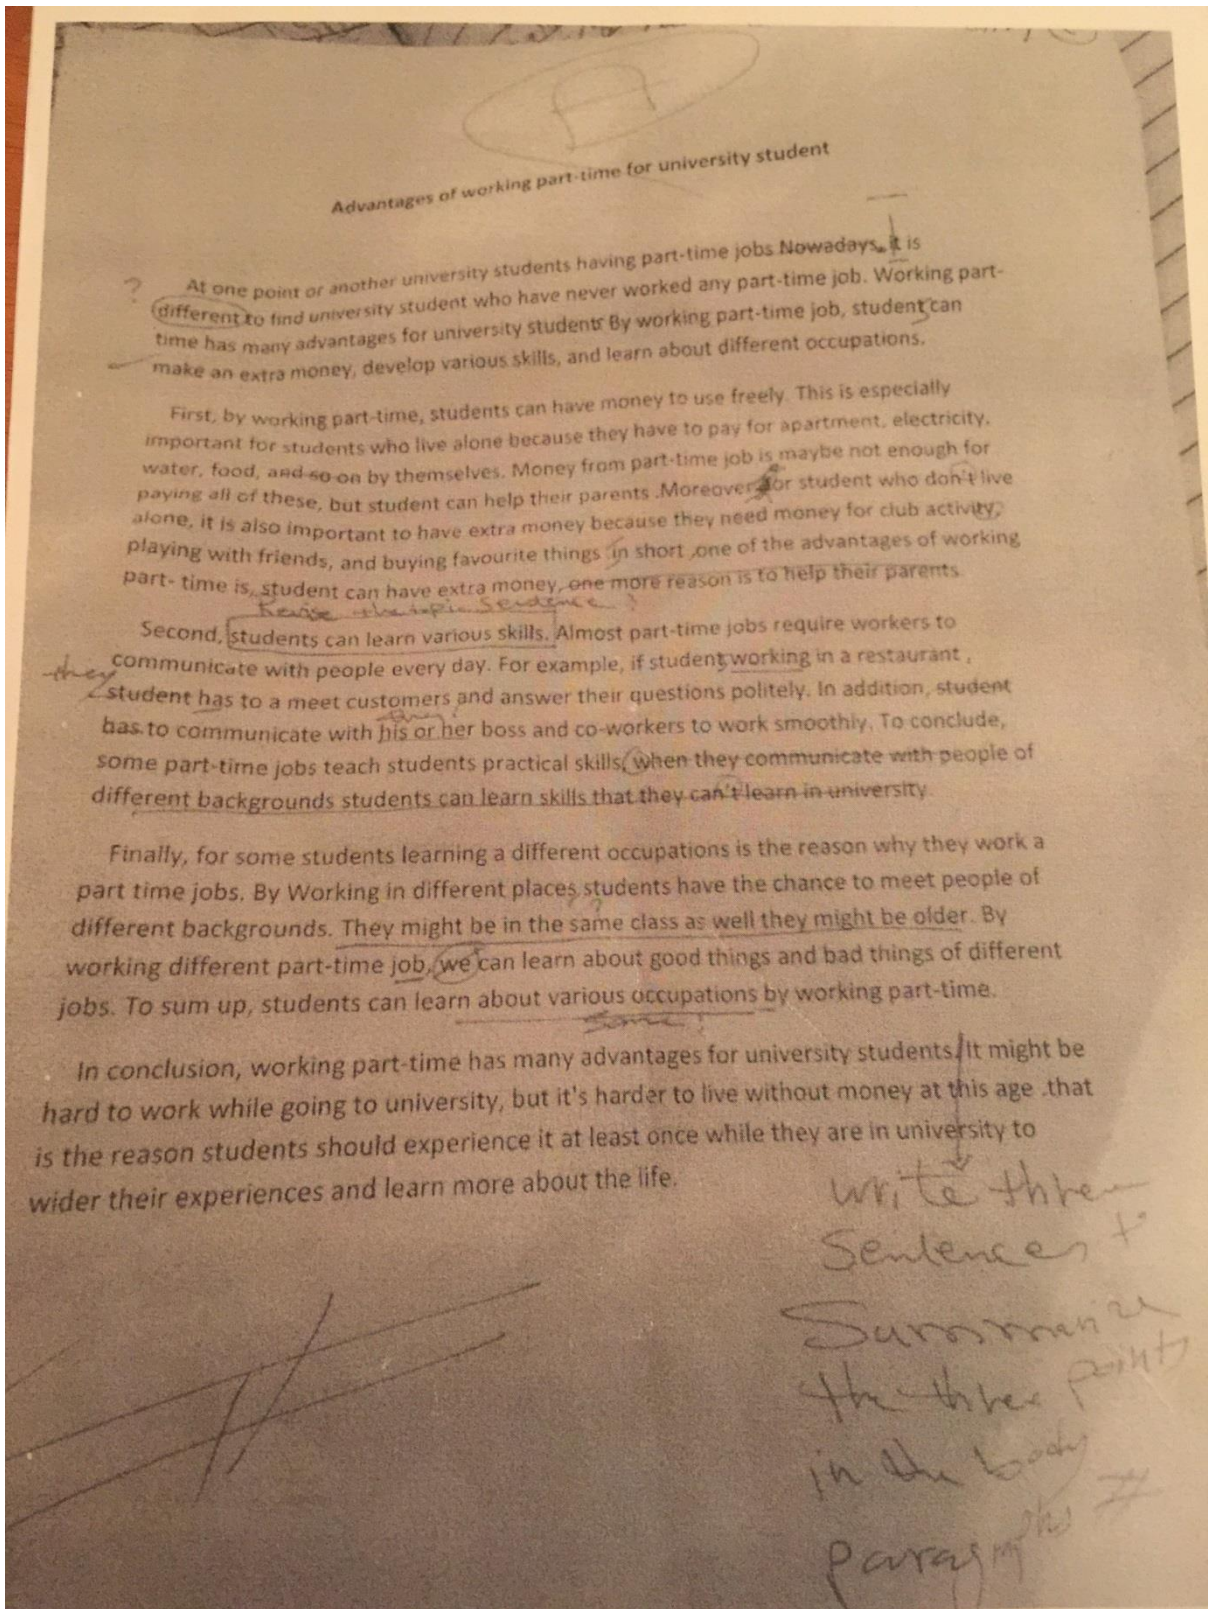 Advantages of working part-time for university student
At one point or another university students having part-time jobs Nowadays, it is
?
different to find university student who have never worked any part-time job. Working part-
time has many advantages for university students By working part-time job, student can
make an extra money, develop various skills, and learn about different occupations.
First, by working part-time, students can have money to use freely. This is especially
important for students who live alone because they have to pay for apartment, electricity,
water, food, and so on by themselves. Money from part-time job is maybe not enough for
paying all of these, but student can help their parents .Moreover for student who don't live
alone, it is also important to have extra money because they need money for club activity,
playing with friends, and buying favourite things in short ,one of the advantages of working
part- time is, student can have extra money, one more reason is to help their parents
Revise the topic sentence ?
Second, students can learn various skills. Almost part-time jobs require workers to
communicate with people every day. For example, if student working in a restaurant ,
they
student has to a meet customers and answer their questions politely. In addition, student
has to communicate with his or her boss and co-workers to work smoothly. To conclude,
some part-time jobs teach students practical skills, when they communicate with people of
different backgrounds students can learn skills that they can't learn in university.
Finally, for some students learning a different occupations is the reason why they work a
part time jobs. By Working in different places students have the chance to meet people of
different backgrounds. They might be in the same class as well they might be older. By
working different part-time job, we can learn about good things and bad things of different
jobs. To sum up, students can learn about various occupations by working part-time.
some
In conclusion, working part-time has many advantages for university students. It might be
hard to work while going to university, but it's harder to live without money at this age .that
is the reason students should experience it at least once while they are in university to
wider their experiences and learn more about the life.
write three
sentences to
Summarize
the three points
in the body
paragraphs #